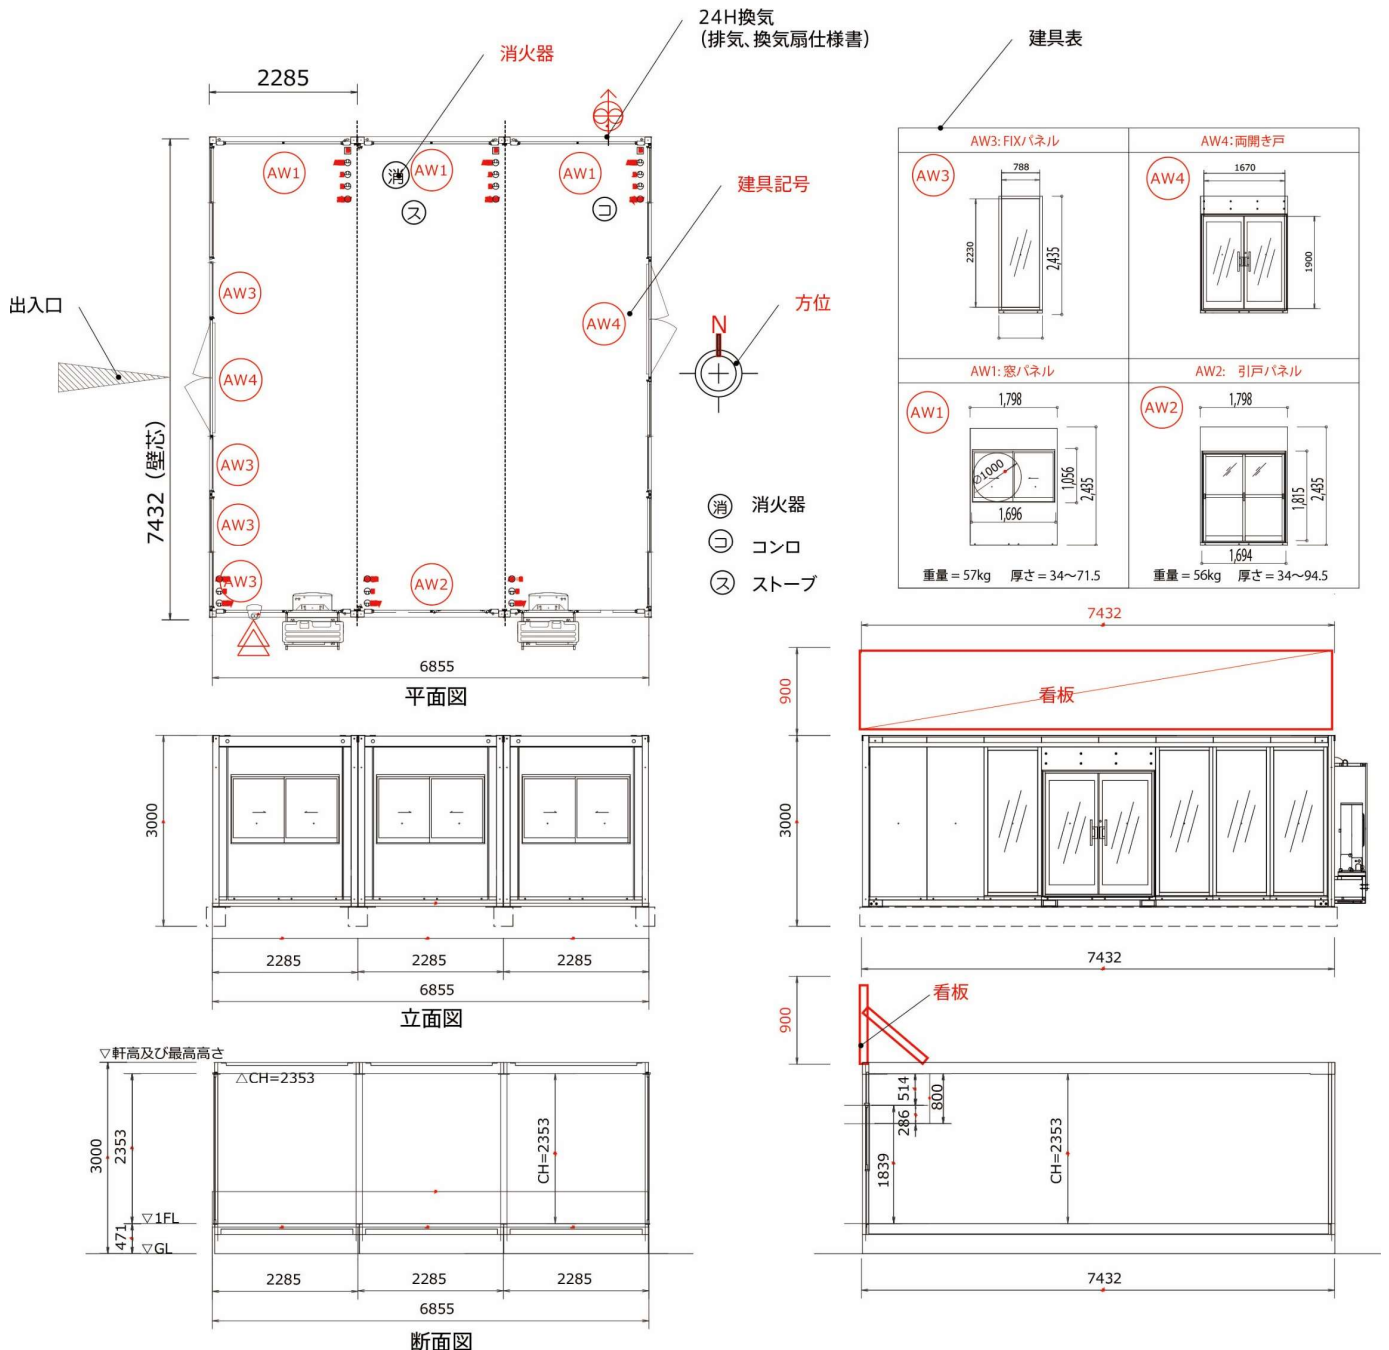 24H換気
(排気、換気扇仕様書)
消火器
建具表
2285
AW1
消
AW1
AW1
ス
コ
建具記号
出入口
AW3
AW4
AW4
方位
N
7432（壁芯）
AW3
AW3
AW3
AW2
6855
平面図
消 消火器
コ コンロ
ス ストーブ
AW3:FIXパネル
AW3
788
2230
2,435
AW4:両開き戸
AW4
1670
1900
AW1:窓パネル
AW1
1,798
∅1000
1,056
2,435
1,696
重量＝57kg 厚さ＝34〜71.5
AW2: 引戸パネル
AW2
1,798
1,815
2,435
1,694
重量＝56kg 厚さ＝34〜94.5
7432
900
看板
3000
7432
3000
2285 2285 2285
6855
立面図
▽軒高及び最高高さ
△CH=2353
3000
2353
CH=2353
▽1FL
471
▽GL
2285 2285 2285
6855
断面図
900
看板
514
800
286
1839
CH=2353
7432